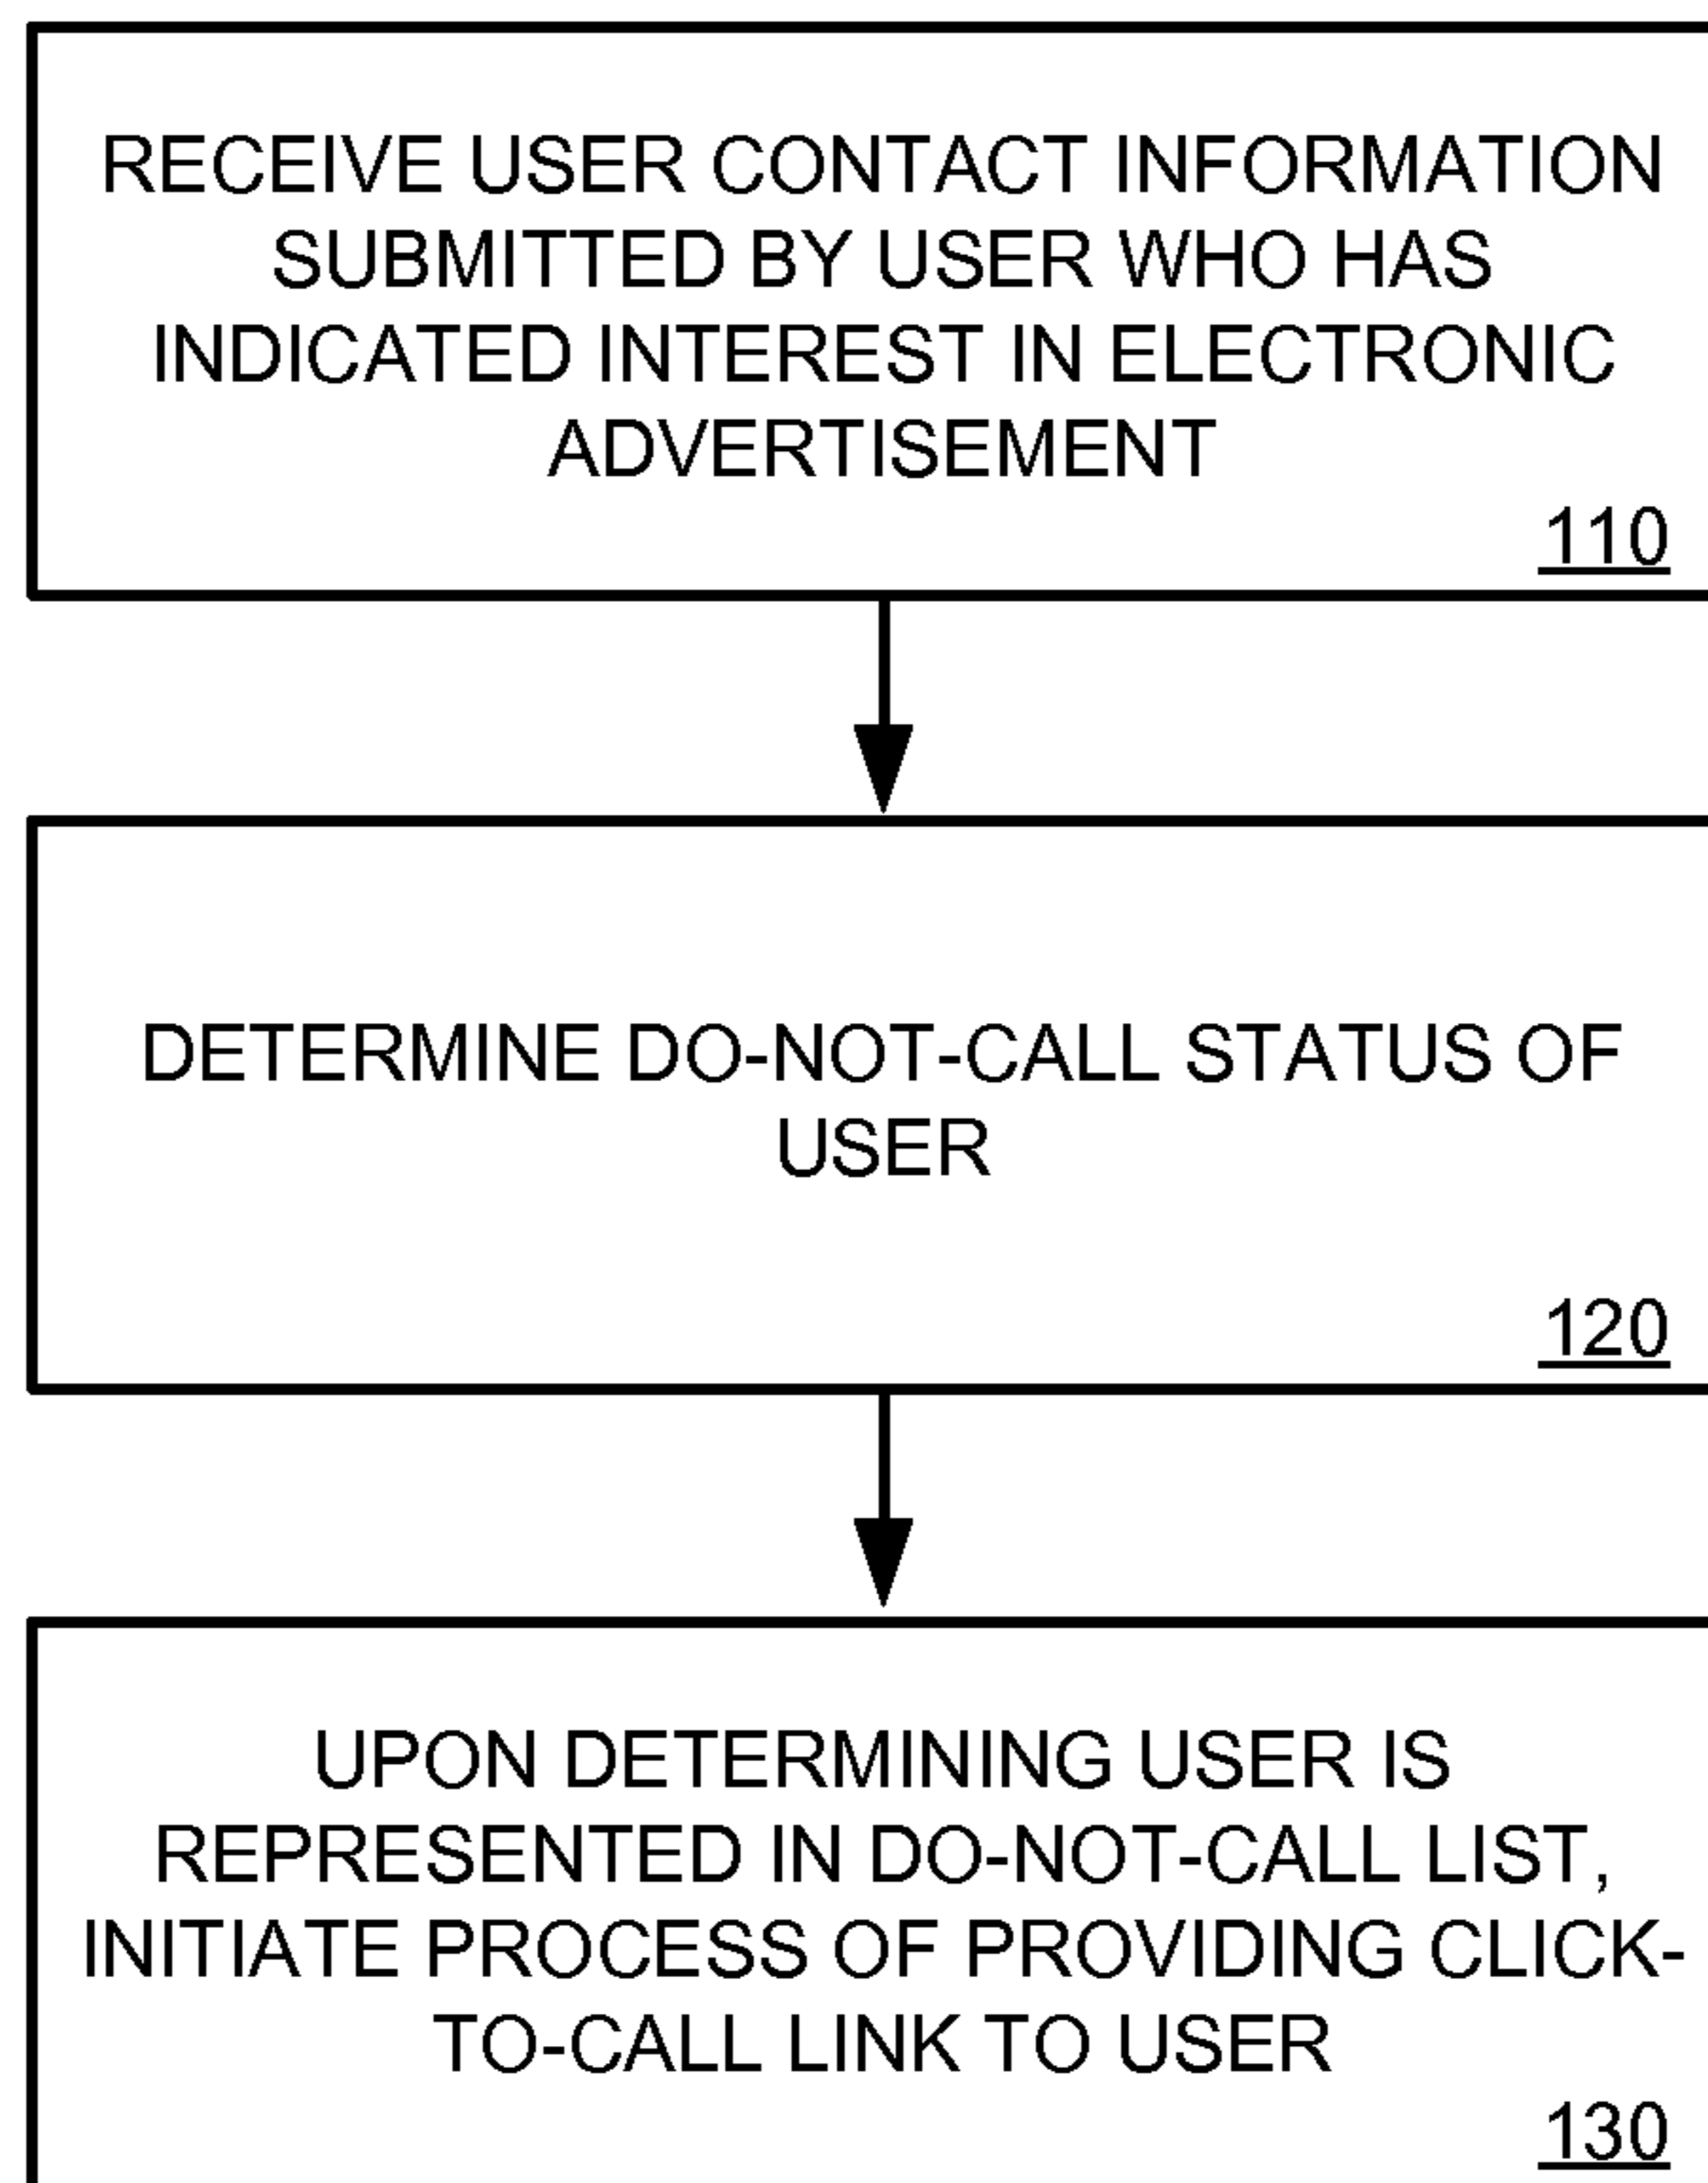 RECEIVE USER CONTACT INFORMATION
SUBMITTED BY USER WHO HAS
INDICATED INTEREST IN ELECTRONIC
ADVERTISEMENT
110
DETERMINE DO-NOT-CALL STATUS OF
USER
120
UPON DETERMINING USER IS
REPRESENTED IN DO-NOT-CALL LIST,
INITIATE PROCESS OF PROVIDING CLICK-
TO-CALL LINK TO USER
130